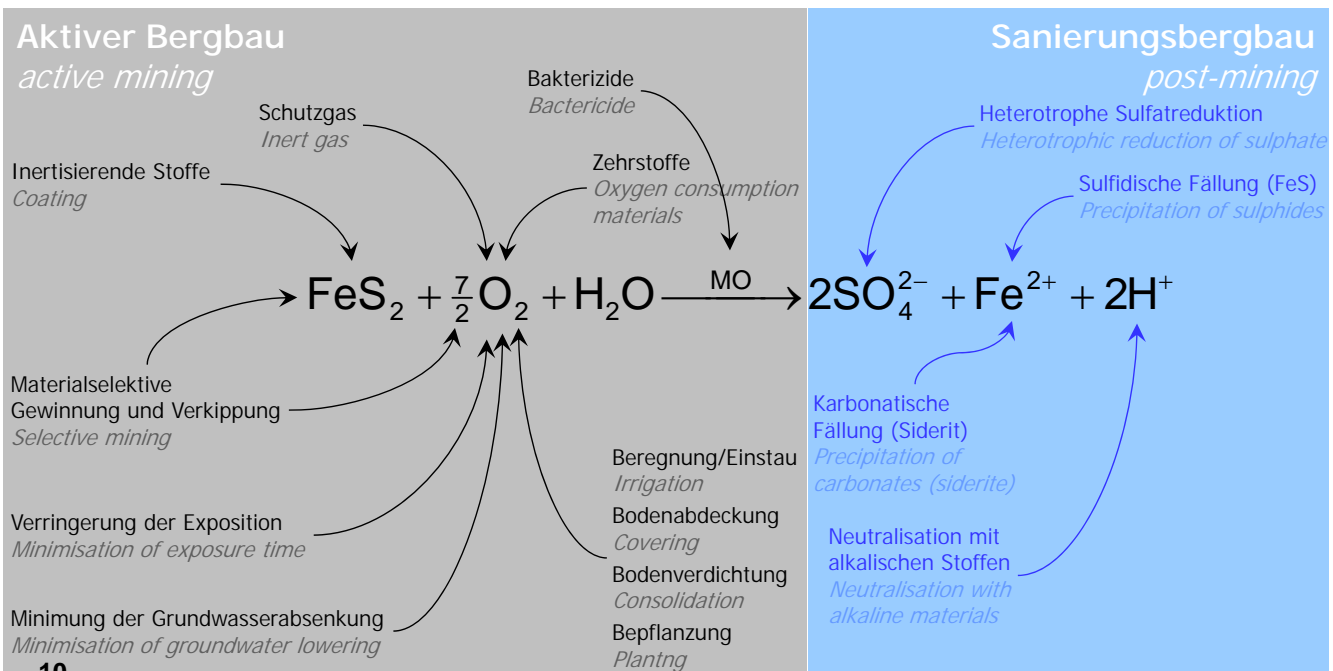 Aktiver Bergbau
active mining
Sanierungsbergbau
post-mining
Bakterizide
Bactericide
Schutzgas
Inert gas
Heterotrophe Sulfatreduktion
Heterotrophic reduction of sulphate
Inertisierende Stoffe
Coating
Zehrstoffe
Oxygen consumption
materials
Sulfidische Fällung (FeS)
Precipitation of sulphides
FeS₂ + 7/2 O₂ + H₂O MO → 2SO₄²⁻ + Fe²⁺ + 2H⁺
Materialselektive
Gewinnung und Verkippung
Selective mining
Karbonatische
Fällung (Siderit)
Precipitation of
carbonates (siderite)
Beregnung/Einstau
Irrigation
Bodenabdeckung
Covering
Bodenverdichtung
Consolidation
Bepflanzung
Plantng
Verringerung der Exposition
Minimisation of exposure time
Neutralisation mit
alkalischen Stoffen
Neutralisation with
alkaline materials
Minimung der Grundwasserabsenkung
Minimisation of groundwater lowering
10